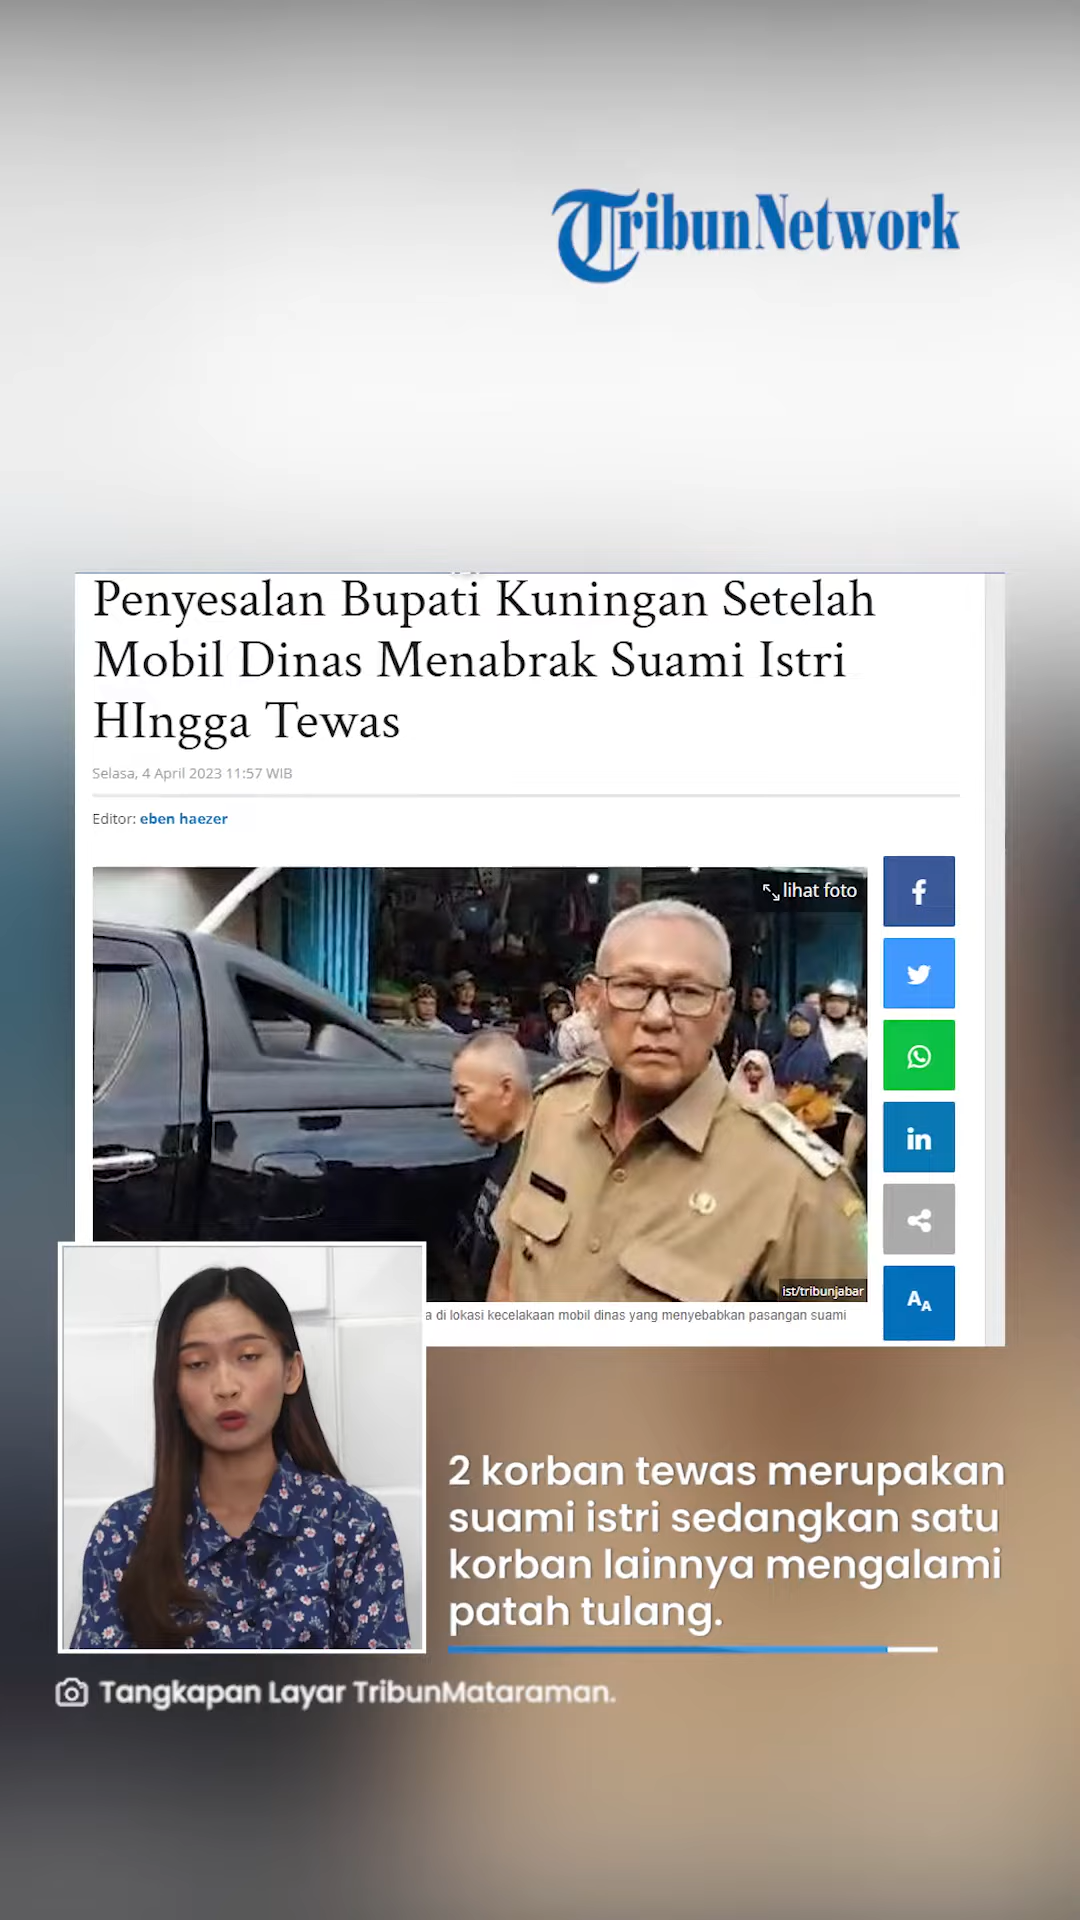 TribunNetwork
Penyesalan Bupati Kuningan Setelah
Mobil Dinas Menabrak Suami Istri
HIngga Tewas
Selasa, 4 April 2023 11:57 WIB
Editor: eben haezer
lihat foto
ist/tribunjabar
a di lokasi kecelakaan mobil dinas yang menyebabkan pasangan suami
2 korban tewas merupakan
suami istri sedangkan satu
korban lainnya mengalami
patah tulang.
Tangkapan Layar TribunMataraman.